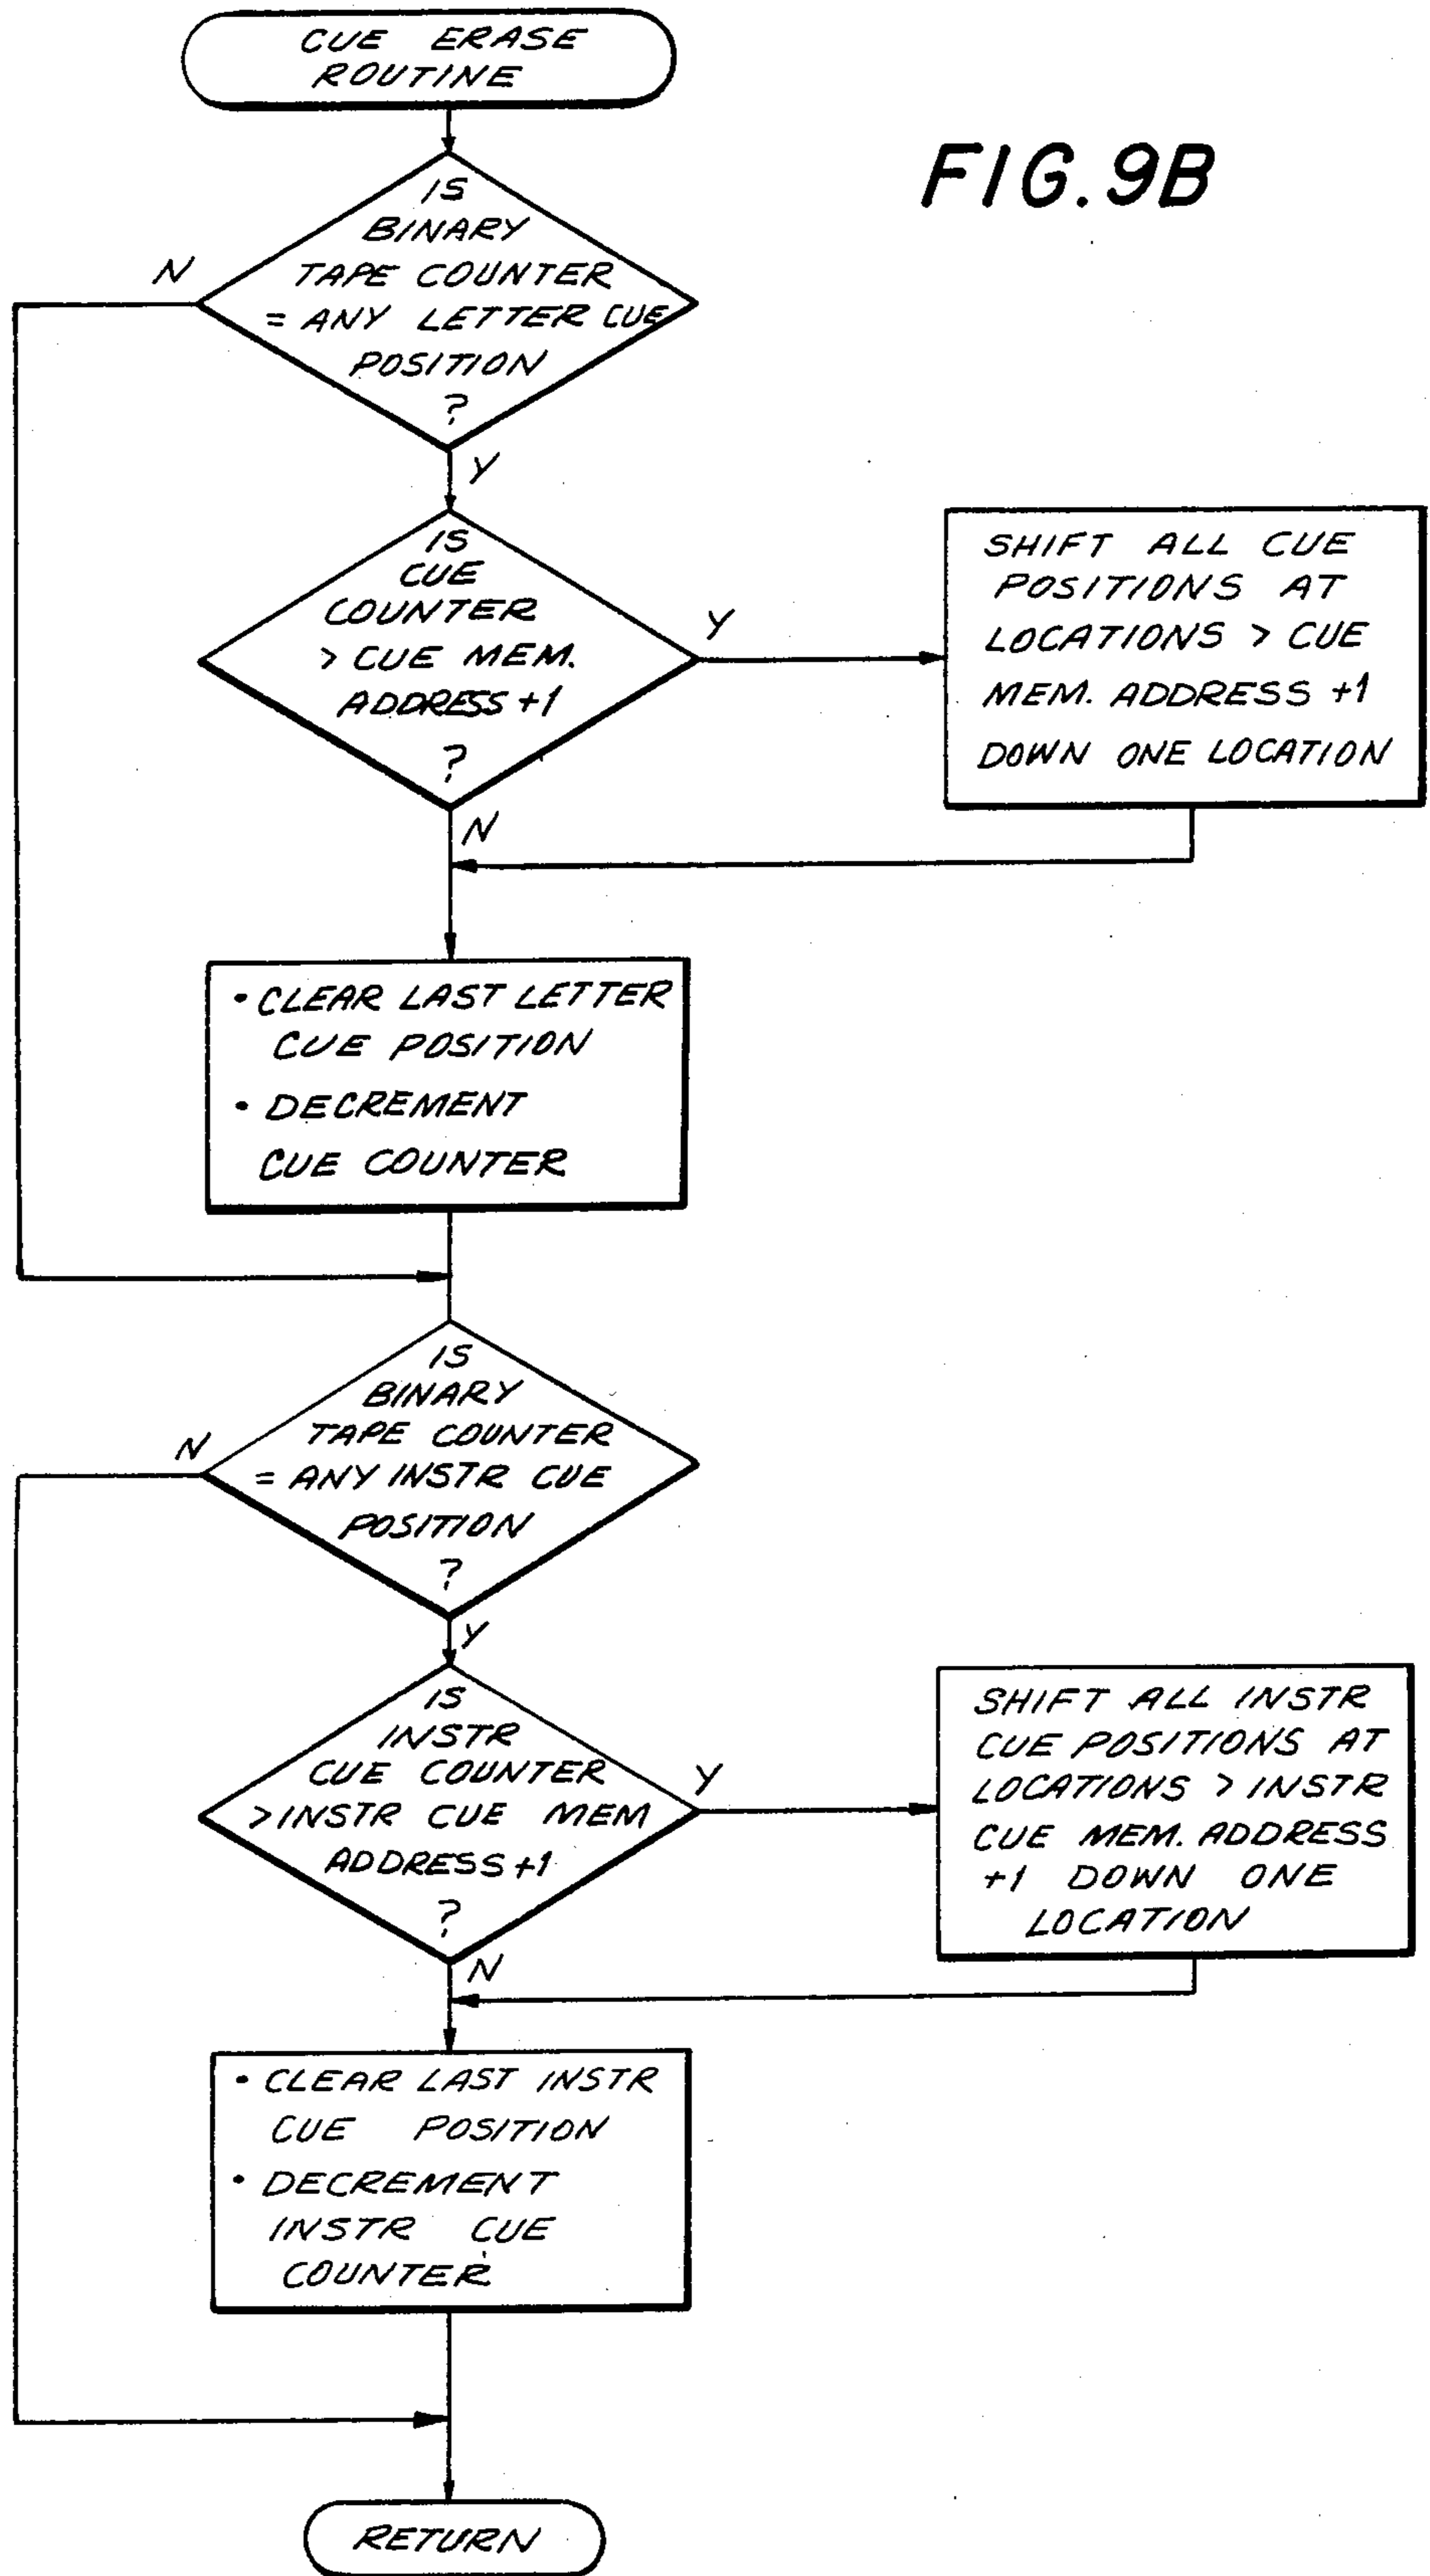 CUE ERASE
ROUTINE
FIG. 9B
IS
BINARY
TAPE COUNTER
= ANY LETTER CUE
POSITION
?
N
Y
IS
CUE
COUNTER
> CUE MEM.
ADDRESS +1
?
Y
N
SHIFT ALL CUE
POSITIONS AT
LOCATIONS > CUE
MEM. ADDRESS +1
DOWN ONE LOCATION
• CLEAR LAST LETTER
CUE POSITION
• DECREMENT
CUE COUNTER
IS
BINARY
TAPE COUNTER
= ANY INSTR CUE
POSITION
?
N
Y
IS
INSTR
CUE COUNTER
> INSTR CUE MEM
ADDRESS +1
?
Y
N
SHIFT ALL INSTR
CUE POSITIONS AT
LOCATIONS > INSTR
CUE MEM. ADDRESS
+1 DOWN ONE
LOCATION
• CLEAR LAST INSTR
CUE POSITION
• DECREMENT
INSTR CUE
COUNTER
RETURN